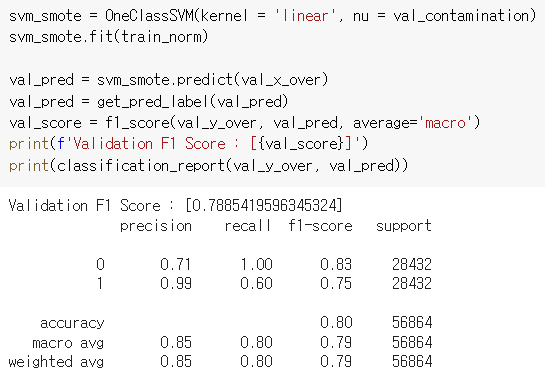 svm_smote = OneClassSVM(kernel = 'linear', nu = val_contamination)
svm_smote.fit(train_norm)
val_pred = svm_smote.predict(val_x_over)
val_pred = get_pred_label(val_pred)
val_score = f1_score(val_y_over, val_pred, average='macro')
print(f'Validation F1 Score : [{val_score}]')
print(classification_report(val_y_over, val_pred))
Validation F1 Score : [0.7885419596345324]
precision recall f1-score support
0 0.71 1.00 0.83 28432
1 0.99 0.60 0.75 28432
accuracy 0.80 56864
macro avg 0.85 0.80 0.79 56864
weighted avg 0.85 0.80 0.79 56864